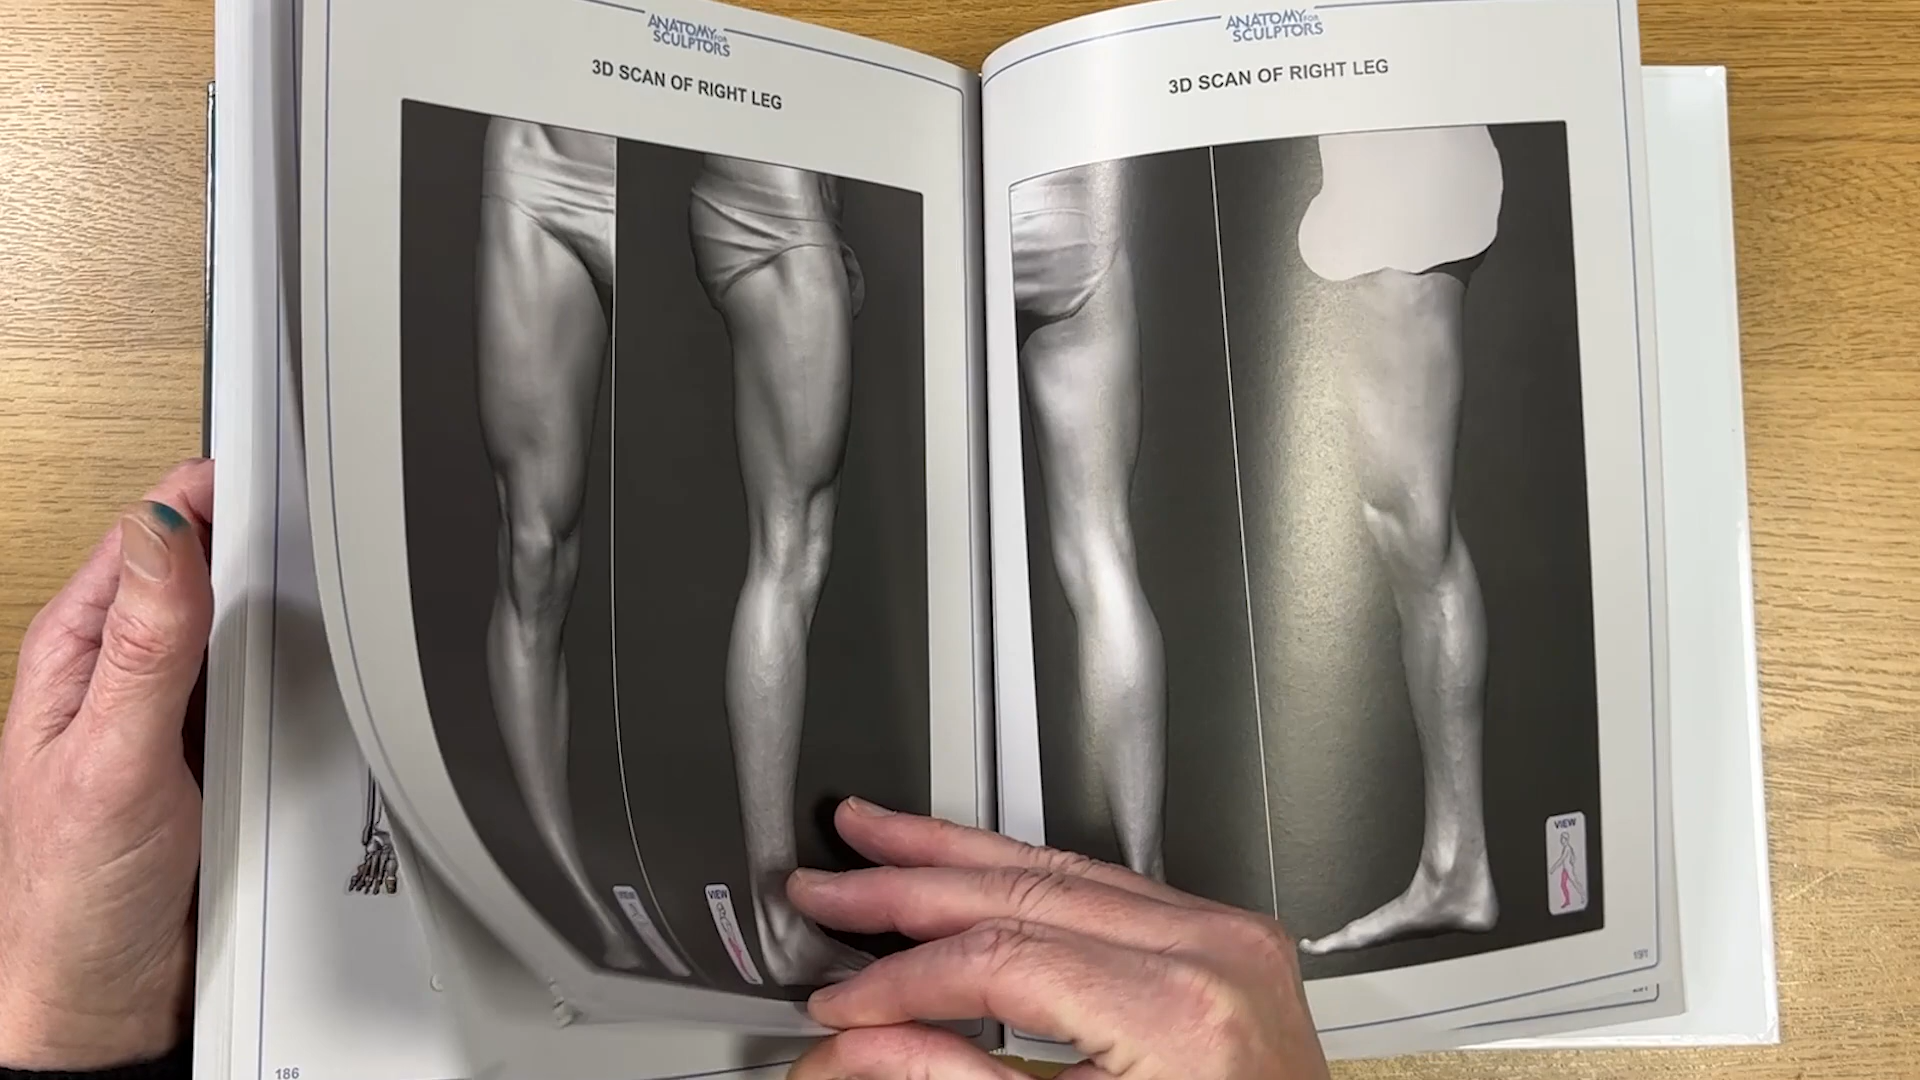 ANATOMY FOR
SCULPTORS
3D SCAN OF RIGHT LEG
VIEW
VIEW
186
ANATOMY FOR
SCULPTORS
3D SCAN OF RIGHT LEG
VIEW
191